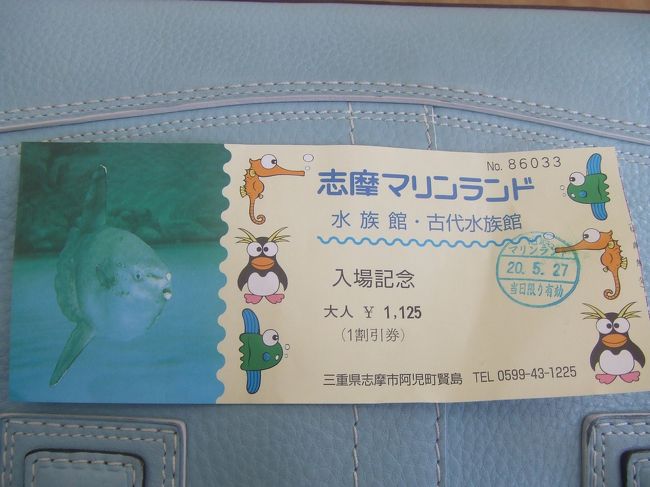 No. 86033
志摩マリンランド
水族館・古代水族館
マリンランド
20.5.27
当日限り有効
入場記念
大人 ¥ 1,125
(1割引券)
三重県志摩市阿児町賢島 TEL 0599-43-1225